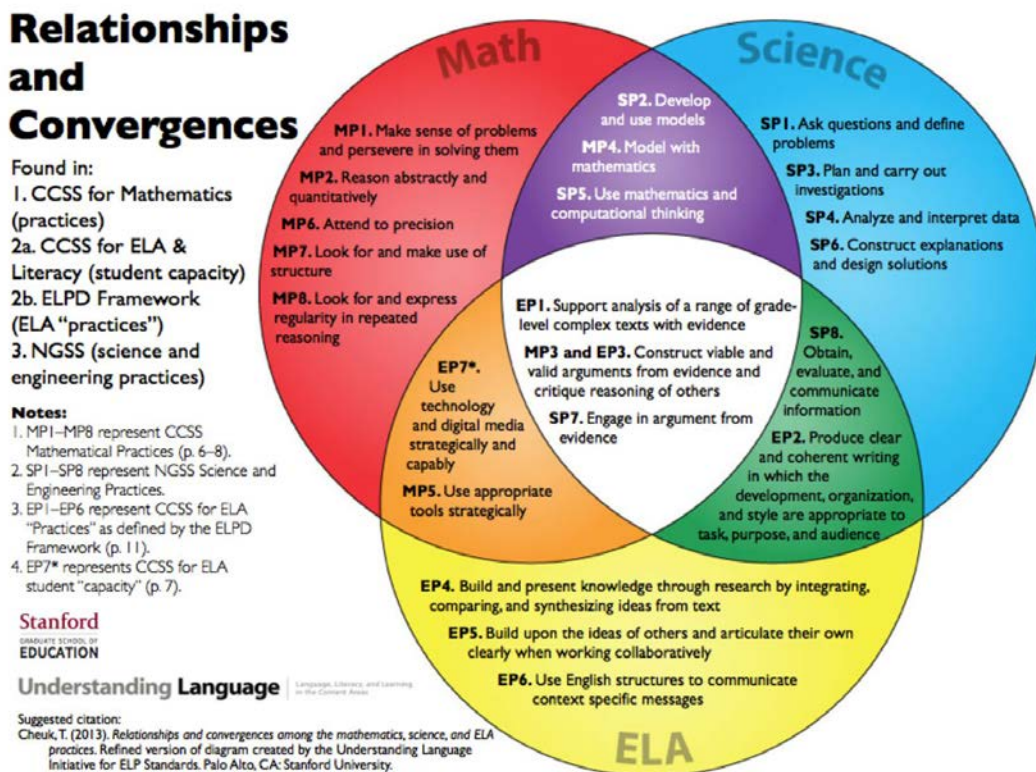 Relationships
and
Convergences
Found in:
1. CCSS for Mathematics
(practices)
2a. CCSS for ELA &
Literacy (student capacity)
2b. ELPD Framework
(ELA “practices”)
3. NGSS (science and
engineering practices)
Notes:
1. MP1–MP8 represent CCSS
Mathematical Practices (p. 6–8).
2. SP1–SP8 represent NGSS Science and
Engineering Practices.
3. EP1–EP6 represent CCSS for ELA
“Practices” as defined by the ELPD
Framework (p. 11).
4. EP7* represents CCSS for ELA
student “capacity” (p. 7).
Stanford
GRADUATE SCHOOL OF
EDUCATION
Understanding Language
Language, Literacy, and Learning
in the Content Areas
Suggested citation:
Cheuk, T. (2013). Relationships and convergences among the mathematics, science, and ELA
practices. Refined version of diagram created by the Understanding Language
Initiative for ELP Standards. Palo Alto, CA: Stanford University.
Math
MP1. Make sense of problems
and persevere in solving them
MP2. Reason abstractly and
quantitatively
MP6. Attend to precision
MP7. Look for and make use of
structure
MP8. Look for and express
regularity in repeated
reasoning
SP2. Develop
and use models
MP4. Model with
mathematics
SP5. Use mathematics and
computational thinking
Science
SP1. Ask questions and define
problems
SP3. Plan and carry out
investigations
SP4. Analyze and interpret data
SP6. Construct explanations
and design solutions
EP1. Support analysis of a range of grade-
level complex texts with evidence
MP3 and EP3. Construct viable and
valid arguments from evidence and
critique reasoning of others
SP7. Engage in argument from
evidence
EP7*.
Use
technology
and digital media
strategically and
capably
MP5. Use appropriate
tools strategically
SP8.
Obtain,
evaluate, and
communicate
information
EP2. Produce clear
and coherent writing
in which the
development, organization,
and style are appropriate to
task, purpose, and audience
EP4. Build and present knowledge through research by integrating,
comparing, and synthesizing ideas from text
EP5. Build upon the ideas of others and articulate their own
clearly when working collaboratively
EP6. Use English structures to communicate
context specific messages
ELA